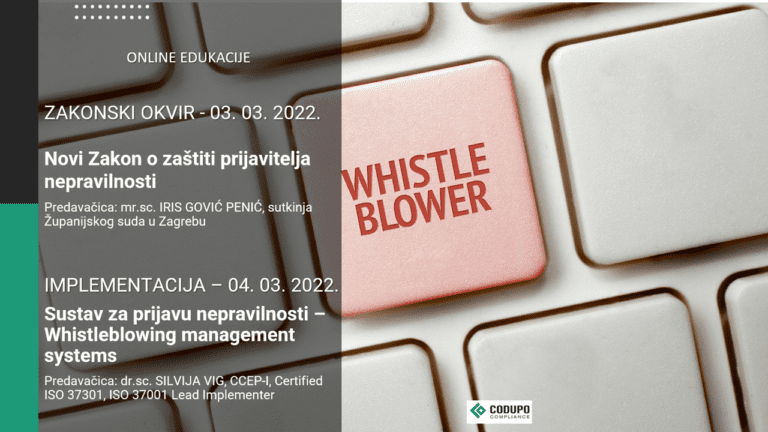 ONLINE EDUKACIJE
ZAKONSKI OKVIR - 03. 03. 2022.
Novi Zakon o zaštiti prijavitelja
nepravilnosti
Predavačica: mr.sc. IRIS GOVIĆ PENIĆ, sutkinja
Županijskog suda u Zagrebu
IMPLEMENTACIJA – 04. 03. 2022.
Sustav za prijavu nepravilnosti –
Whistleblowing management
systems
Predavačica: dr.sc. SILVIJA VIG, CCEP-I, Certified
ISO 37301, ISO 37001 Lead Implementer
WHISTLE
BLOWER
CODUPO
COMPLIANCE